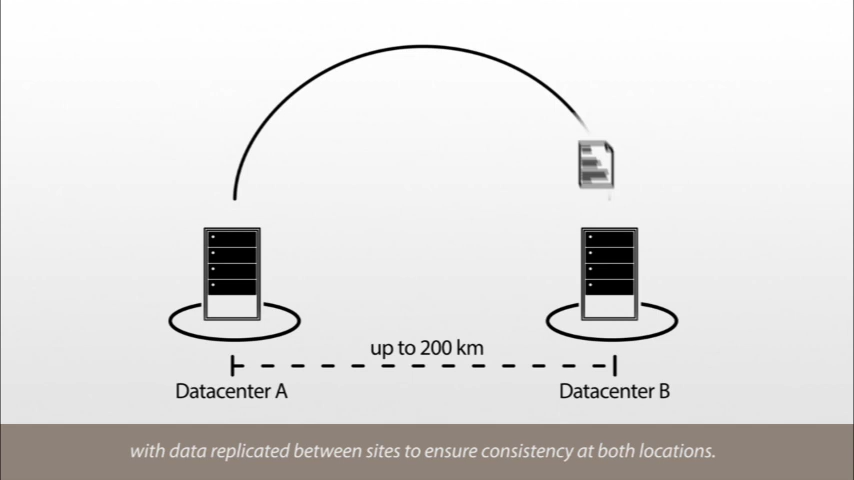 up to 200 km
Datacenter A
Datacenter B
with data replicated between sites to ensure consistency at both locations.